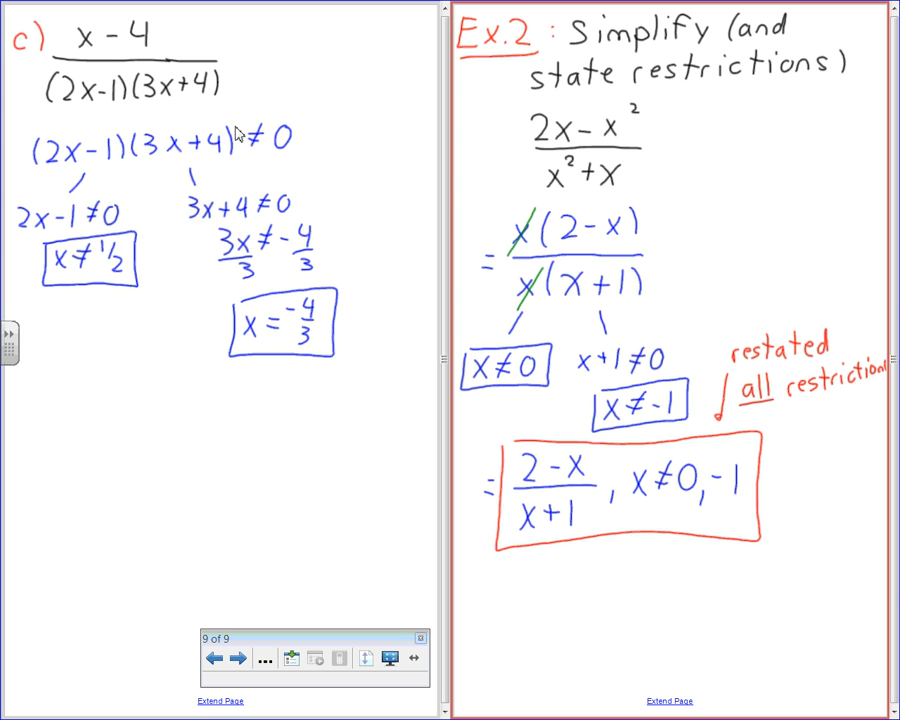 c) x - 4
(2x-1)(3x+4)
(2x-1)(3x+4) ≠ 0
2x-1≠0
3x+4≠0
x≠1/2
3x/3 ≠ -4/3
x = -4/3
Ex.2 : Simplify (and
state restrictions)
2x - x²
x² + x
= x(2-x)
x(x+1)
x≠0
x+1≠0
x≠-1
restated
all restriction
= 2-x
x+1
, x≠0,-1
9 of 9
...
Extend Page
Extend Page